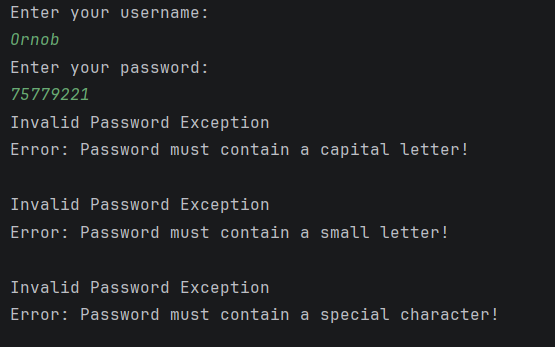 Enter your username:
Ornob
Enter your password:
75779221
Invalid Password Exception
Error: Password must contain a capital letter!
Invalid Password Exception
Error: Password must contain a small letter!
Invalid Password Exception
Error: Password must contain a special character!